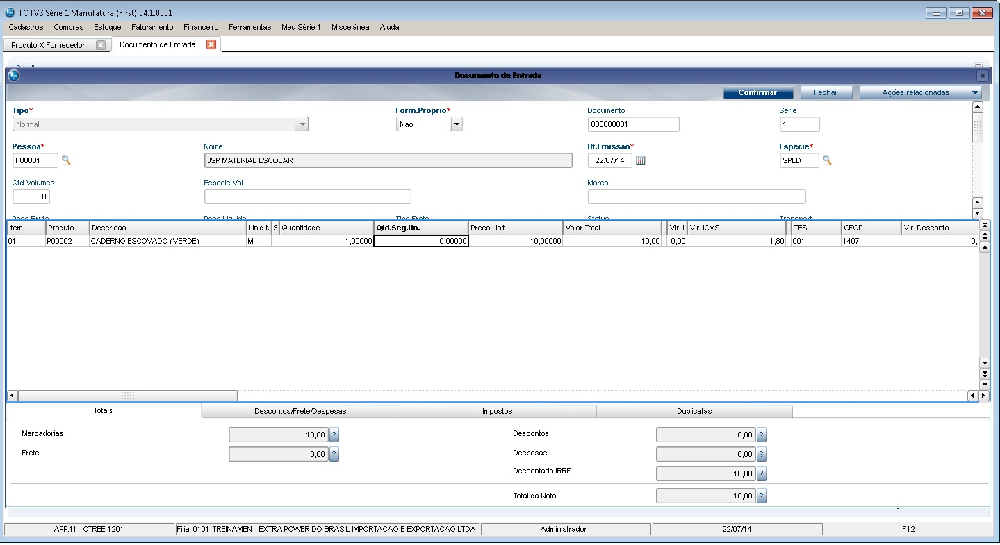 TOTVS Série 1 Manufatura (First) 04.1.0001
Cadastros Compras Estoque Faturamento Financeiro Ferramentas Meu Série 1 Miscelânea Ajuda
Produto X Fornecedor Documento de Entrada
Documento de Entrada
Confirmar Fechar Ações relacionadas
Tipo* Form.Proprio* Documento Serie
Normal Nao 000000001 1
Pessoa* Nome Dt.Emissao* Especie*
F00001 JSP MATERIAL ESCOLAR 22/07/14 SPED
Qtd.Volumes Especie Vol. Marca
0
Peso Bruto Peso Liquido Tipo Frete Status Transport
Item Produto Descricao Unid M S Quantidade Qtd.Seg.Un. Preco Unit. Valor Total Vlr. I Vlr. ICMS TES CFOP Vlr. Desconto
01 P00002 CADERNO ESCOVADO (VERDE) M 1,00000 0,00000 10,00000 10,00 0,00 1,80 001 1407 0,
Totais Descontos/Frete/Despesas Impostos Duplicatas
Mercadorias 10,00 ? Descontos 0,00 ?
Frete 0,00 ? Despesas 0,00 ?
Descontado IRRF 10,00 ?
Total da Nota 10,00 ?
APP.11 CTREE 1201 Filial 0101-TREINAMEN - EXTRA POWER DO BRASIL IMPORTACAO E EXPORTACAO LTDA. Administrador 22/07/14 F12